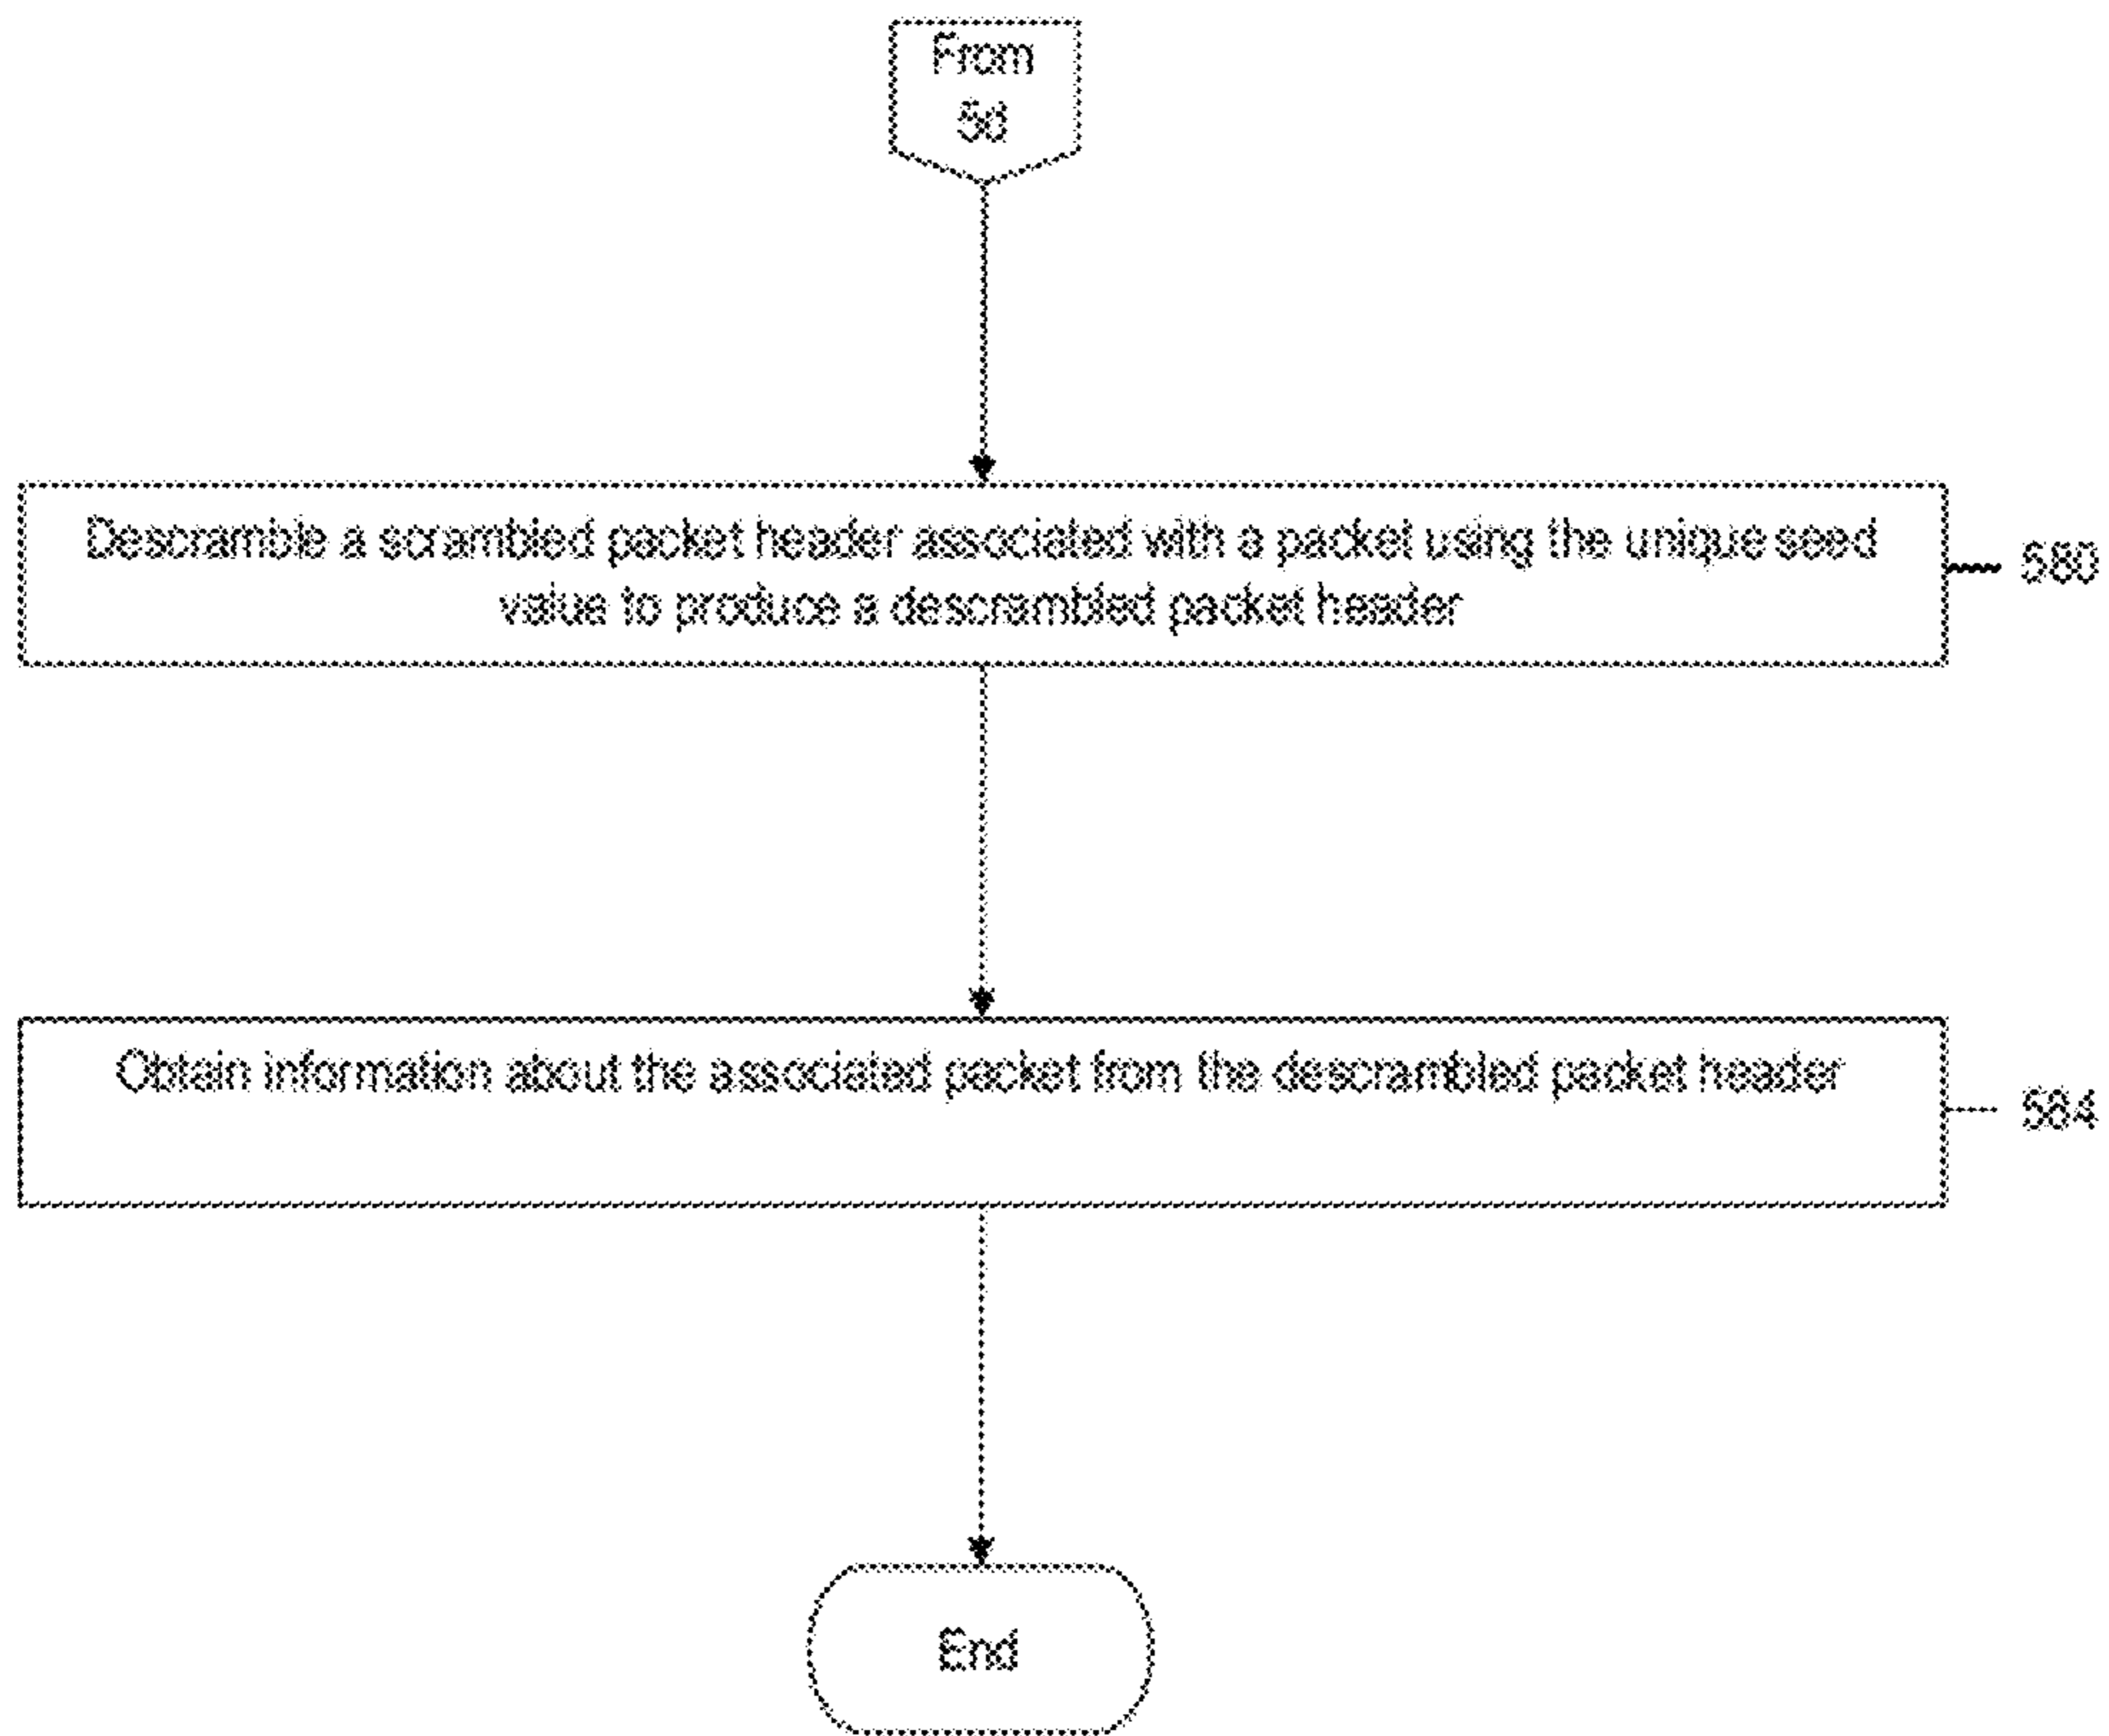 From
Descramble a scrambled packet header associated with a packet using the unique seed
value to produce a descrambled packet header
580
Obtain information about the associated packet from the descrambled packet header
584
End